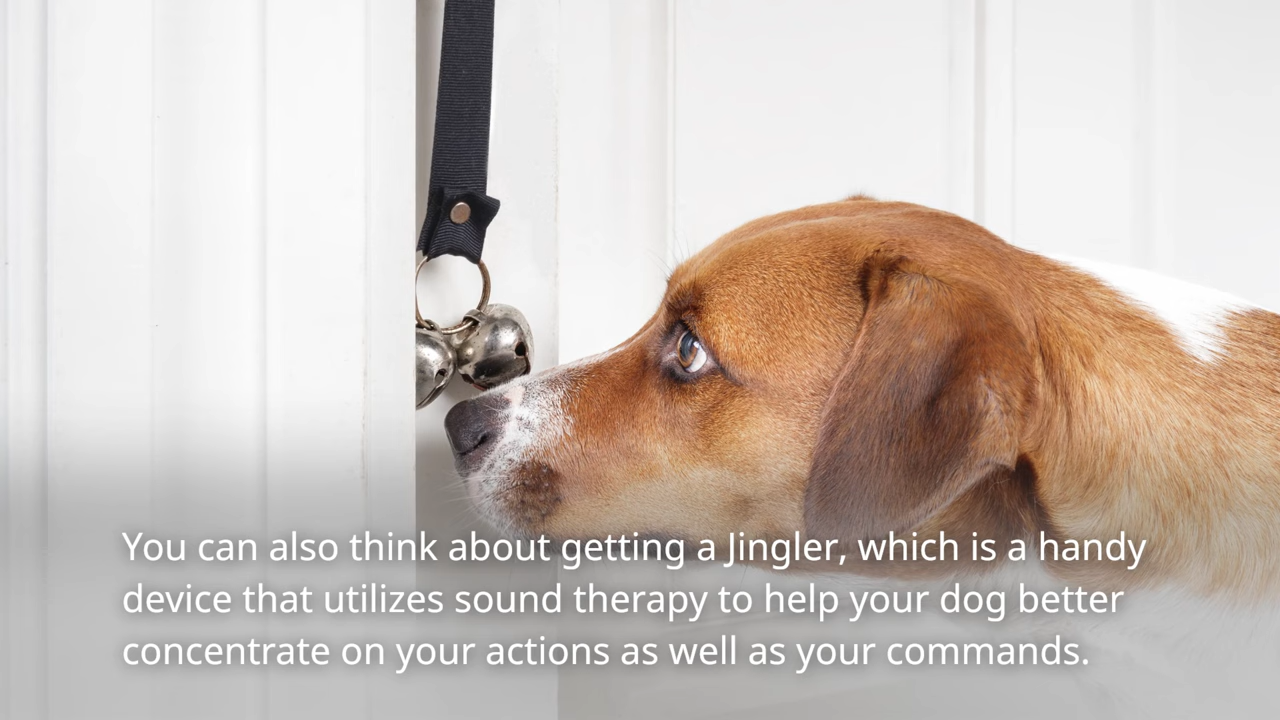 You can also think about getting a Jingler, which is a handy
device that utilizes sound therapy to help your dog better
concentrate on your actions as well as your commands.